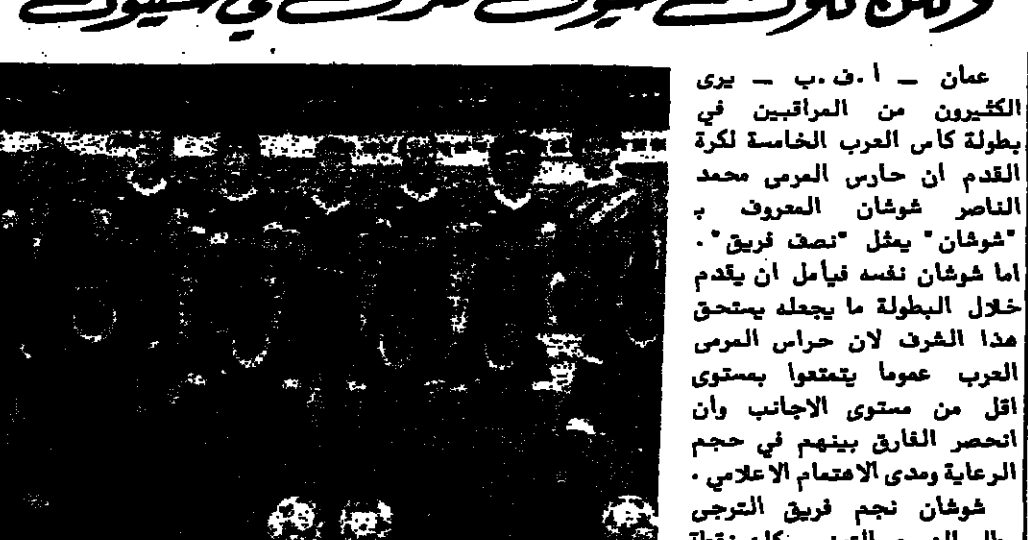 عمان _ ا.ف.ب _ يرى
الكثيرون من المراقبين في
بطولة كاس العرب الخامسة لكرة
القدم ان حارس المرمى محمد
الناصر شوشان المعروف بـ
"شوشان" يمثل "نصف فريق".
اما شوشان نفسه فيأمل ان يقدم
خلال البطولة ما يجعله يستحق
هذا الشرف لان حراس المرمى
العرب عموما يتمتعوا بمستوى
اقل من مستوى الاجانب وان
انحصر الفارق بينهم في حجم
الرعاية ومدى الاهتمام الاعلامي.
شوشان نجم فريق الترجي